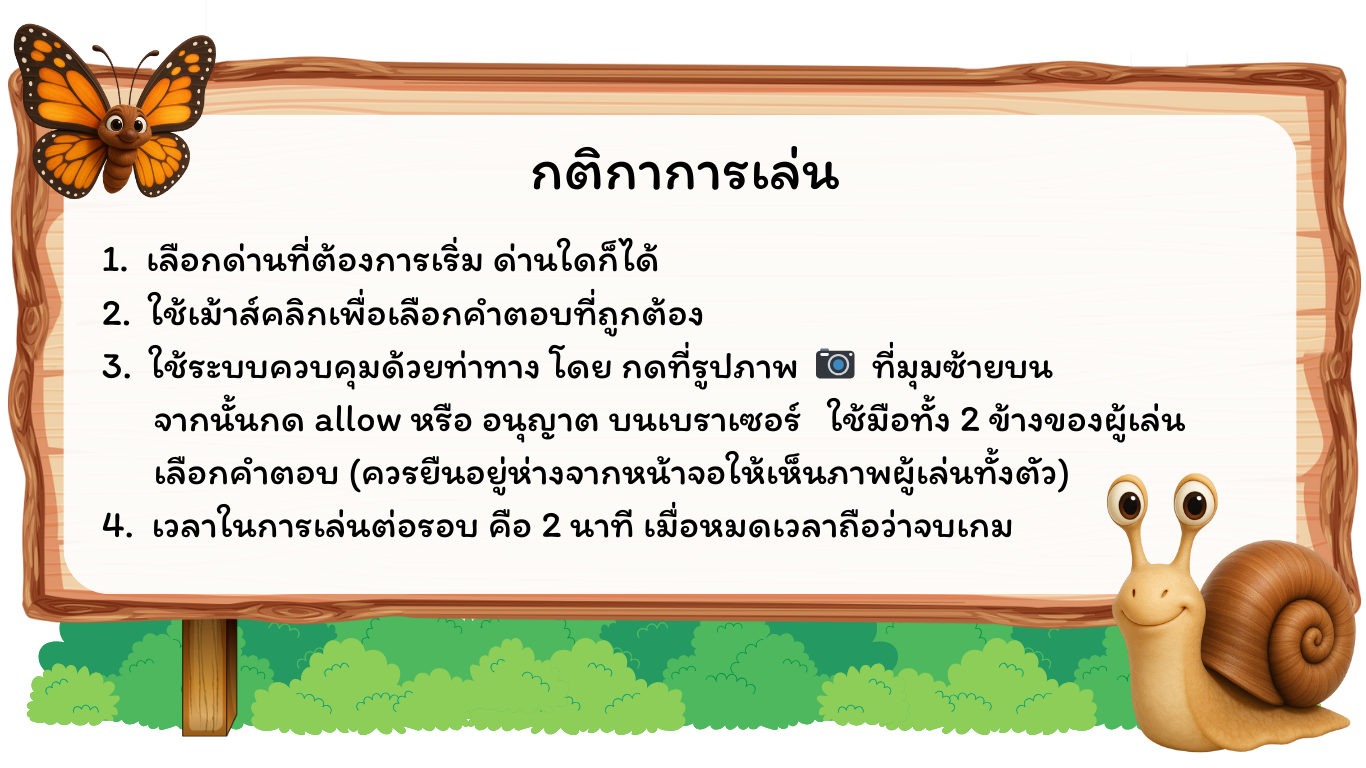 กติกาการเล่น
1. เลือกด่านที่ต้องการเริ่ม ด่านใดก็ได้
2. ใช้เม้าส์คลิกเพื่อเลือกคำตอบที่ถูกต้อง
3. ใช้ระบบควบคุมด้วยท่าทาง โดย กดที่รูปภาพ 📷 ที่มุมซ้ายบน
จากนั้นกด allow หรือ อนุญาต บนเบราเซอร์ ใช้มือทั้ง 2 ข้างของผู้เล่น
เลือกคำตอบ (ควรยืนอยู่ห่างจากหน้าจอให้เห็นภาพผู้เล่นทั้งตัว)
4. เวลาในการเล่นต่อรอบ คือ 2 นาที เมื่อหมดเวลาถือว่าจบเกม